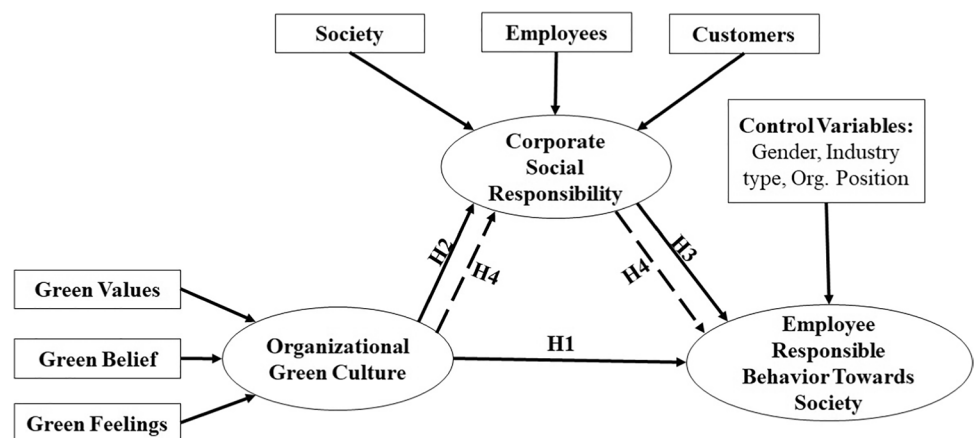 Society
Employees
Customers
Control Variables:
Gender, Industry
type, Org. Position
Corporate
Social
Responsibility
H2
H4
H4
H3
Green Values
Green Belief
Green Feelings
Organizational
Green Culture
H1
Employee
Responsible
Behavior Towards
Society